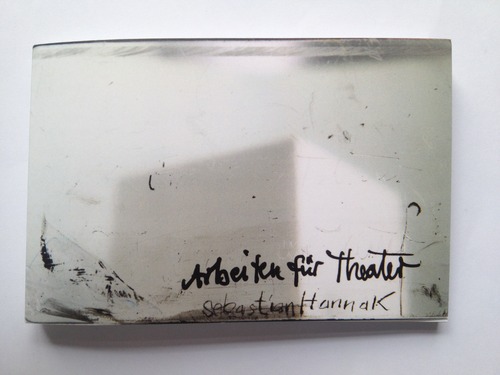 Arbeiten für Theater
Sebastian Hannak